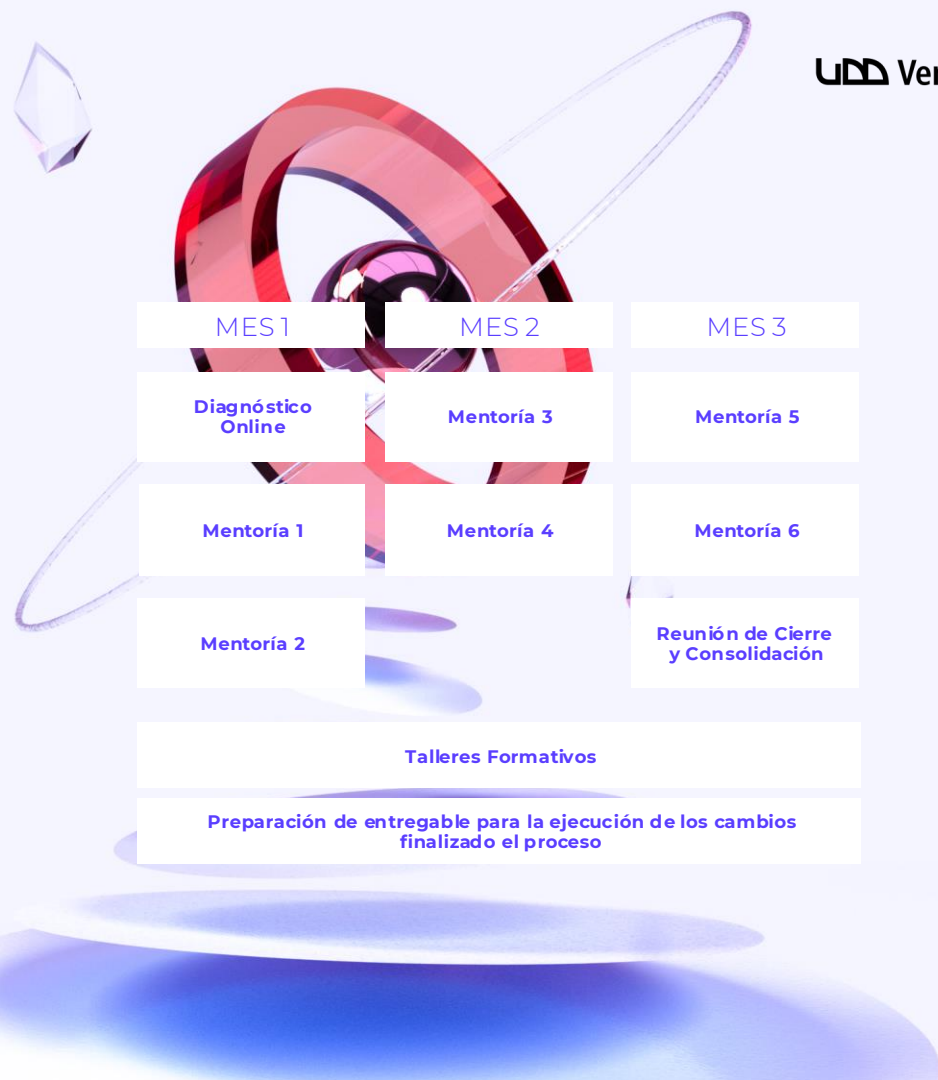 UDD Ver
MES 1
MES 2
MES 3
Diagnóstico
Online
Mentoría 3
Mentoría 5
Mentoría 1
Mentoría 4
Mentoría 6
Mentoría 2
Reunión de Cierre
y Consolidación
Talleres Formativos
Preparación de entregable para la ejecución de los cambios
finalizado el proceso